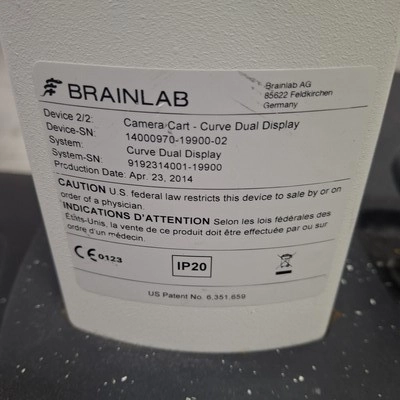 BRAINLAB
Brainlab AG
85622 Feldkirchen
Germany
Device 2/2: Camera-Cart - Curve Dual Display
Device-SN: 14000970-19900-02
System: Curve Dual Display
System-SN: 9192314001-19900
Production Date: Apr. 23, 2014
CAUTION U.S. federal law restricts this device to sale by or on
order of a physician.
INDICATIONS D'ATTENTION Selon les lois fédérales des
États-Unis, la vente de ce produit doit être effectuée par ou sur
ordre d'un médecin.
CE0123
IP20
US Patent No. 6,351,659